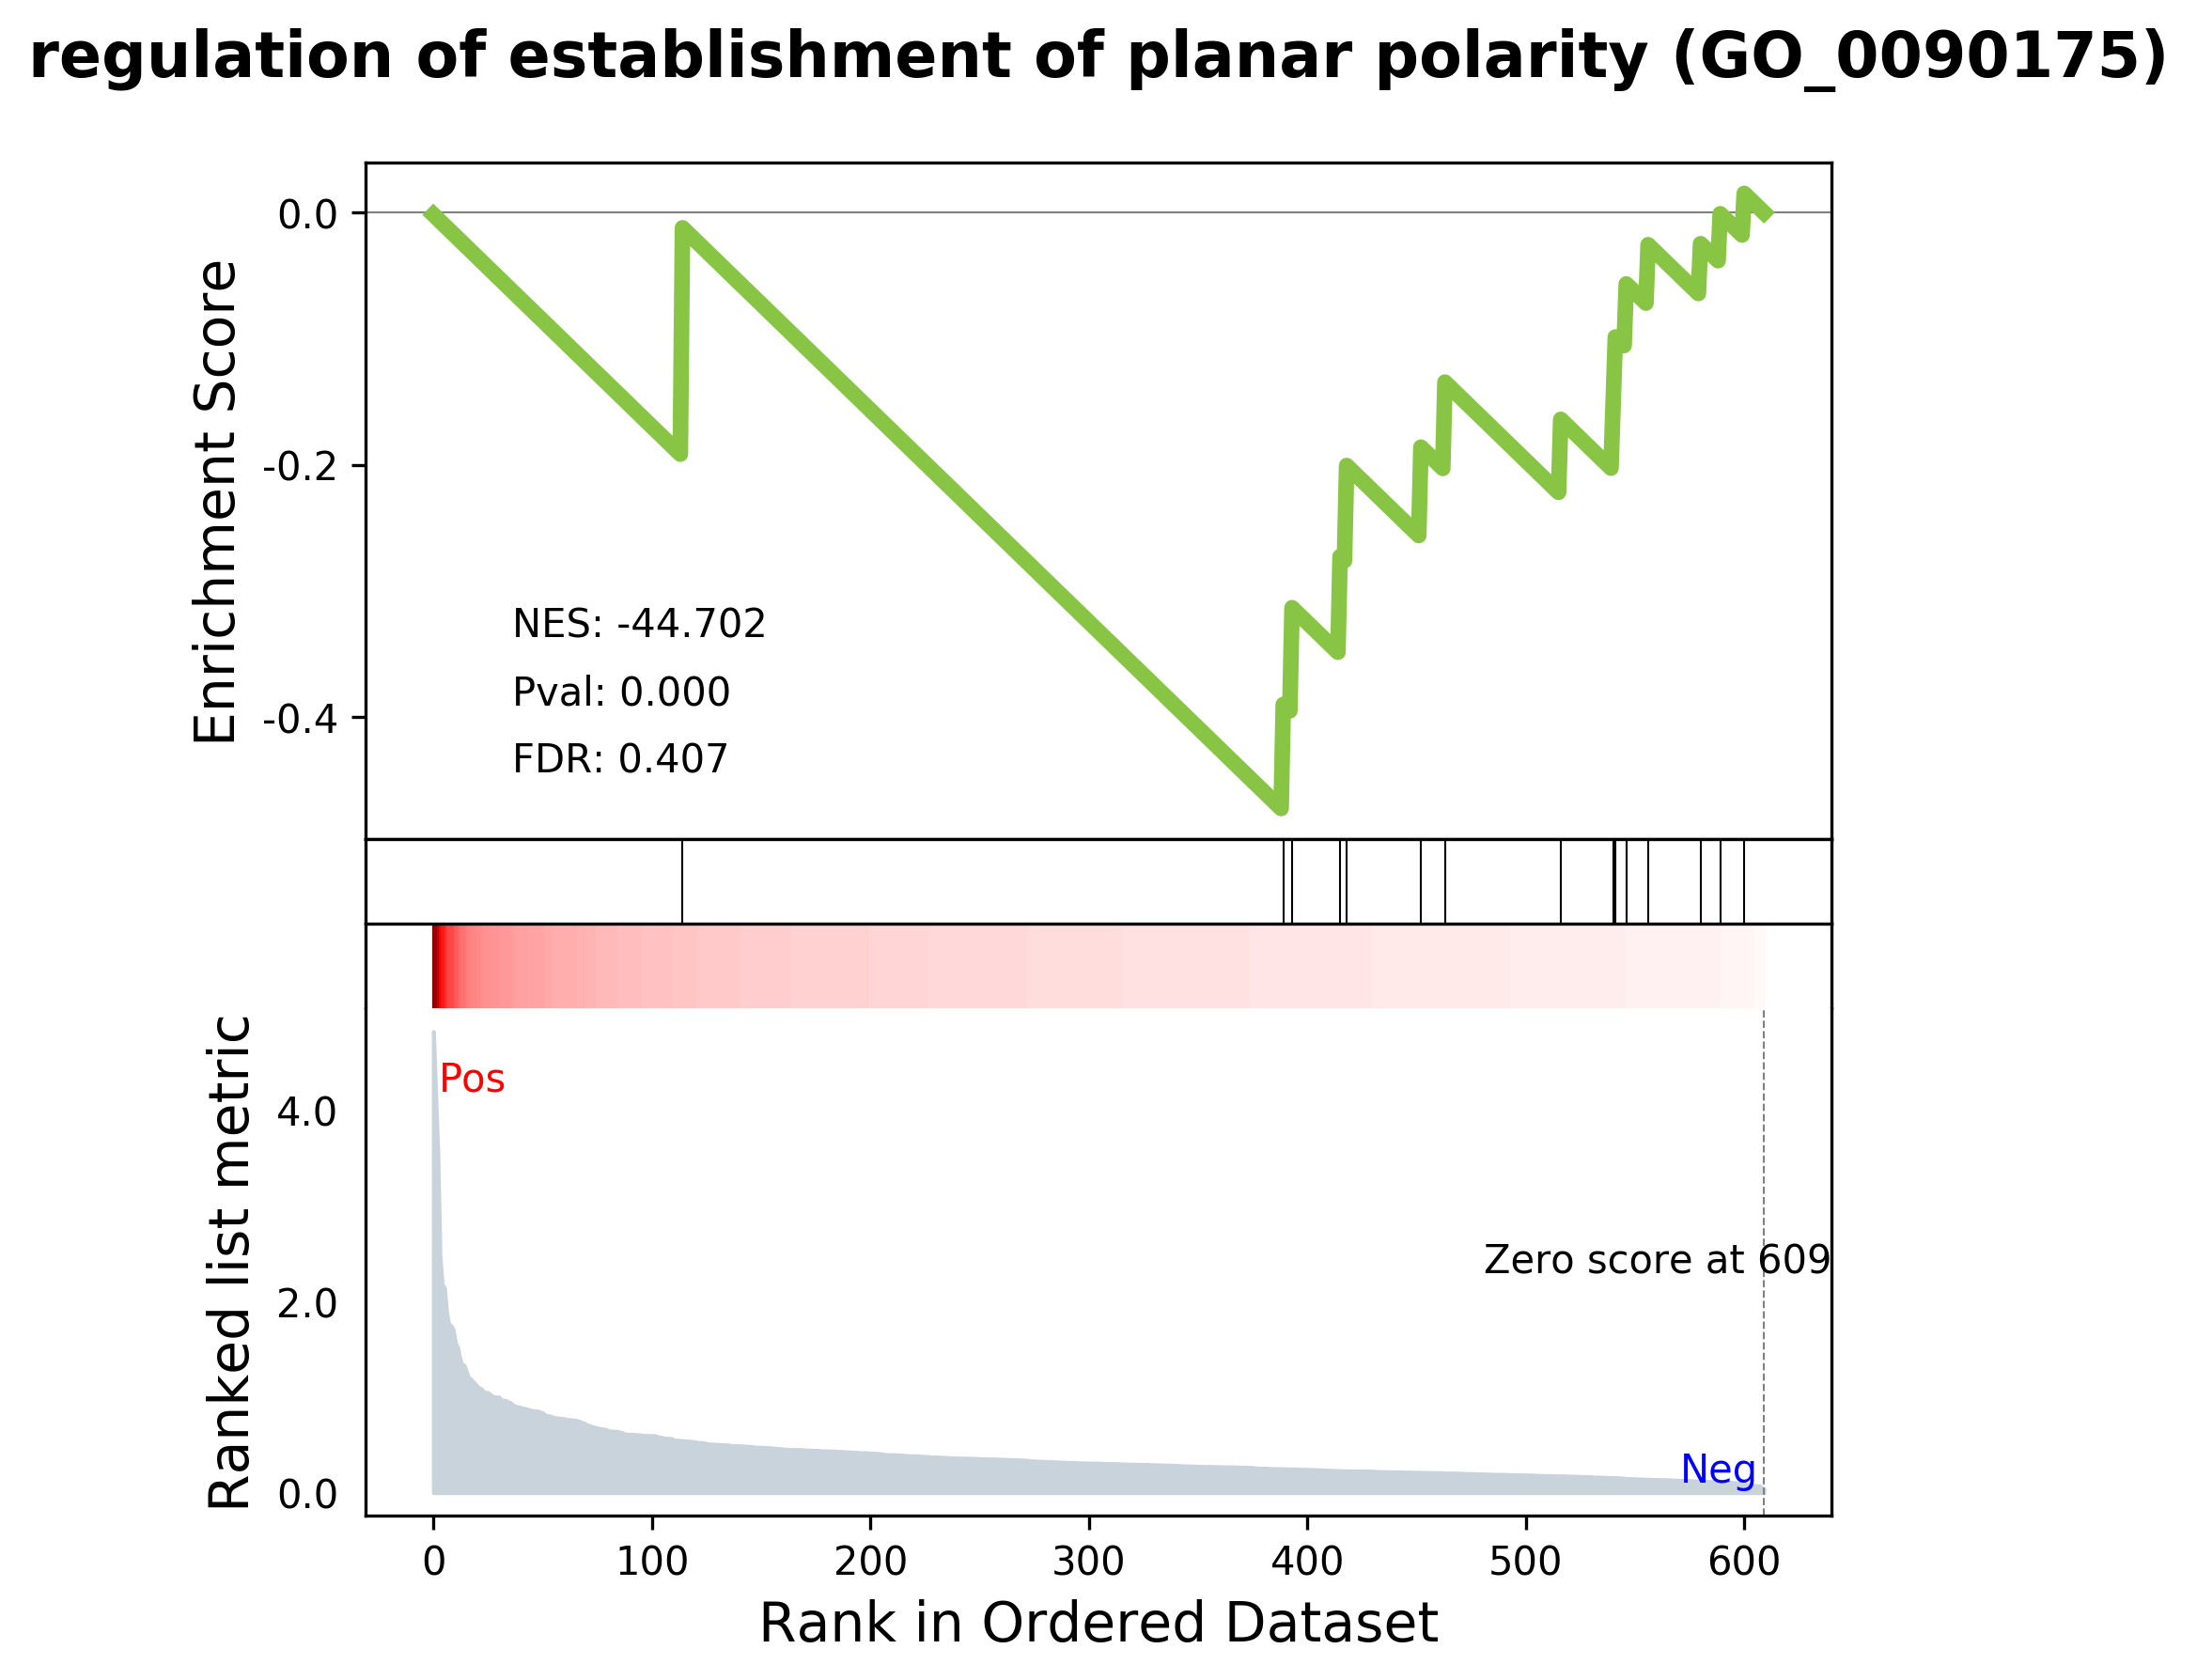 regulation of establishment of planar polarity (GO_0090175)
Enrichment Score
0.0
-0.2
-0.4
NES: -44.702
Pval: 0.000
FDR: 0.407
Ranked list metric
4.0
2.0
0.0
Pos
Zero score at 609
Neg
0 100 200 300 400 500 600
Rank in Ordered Dataset